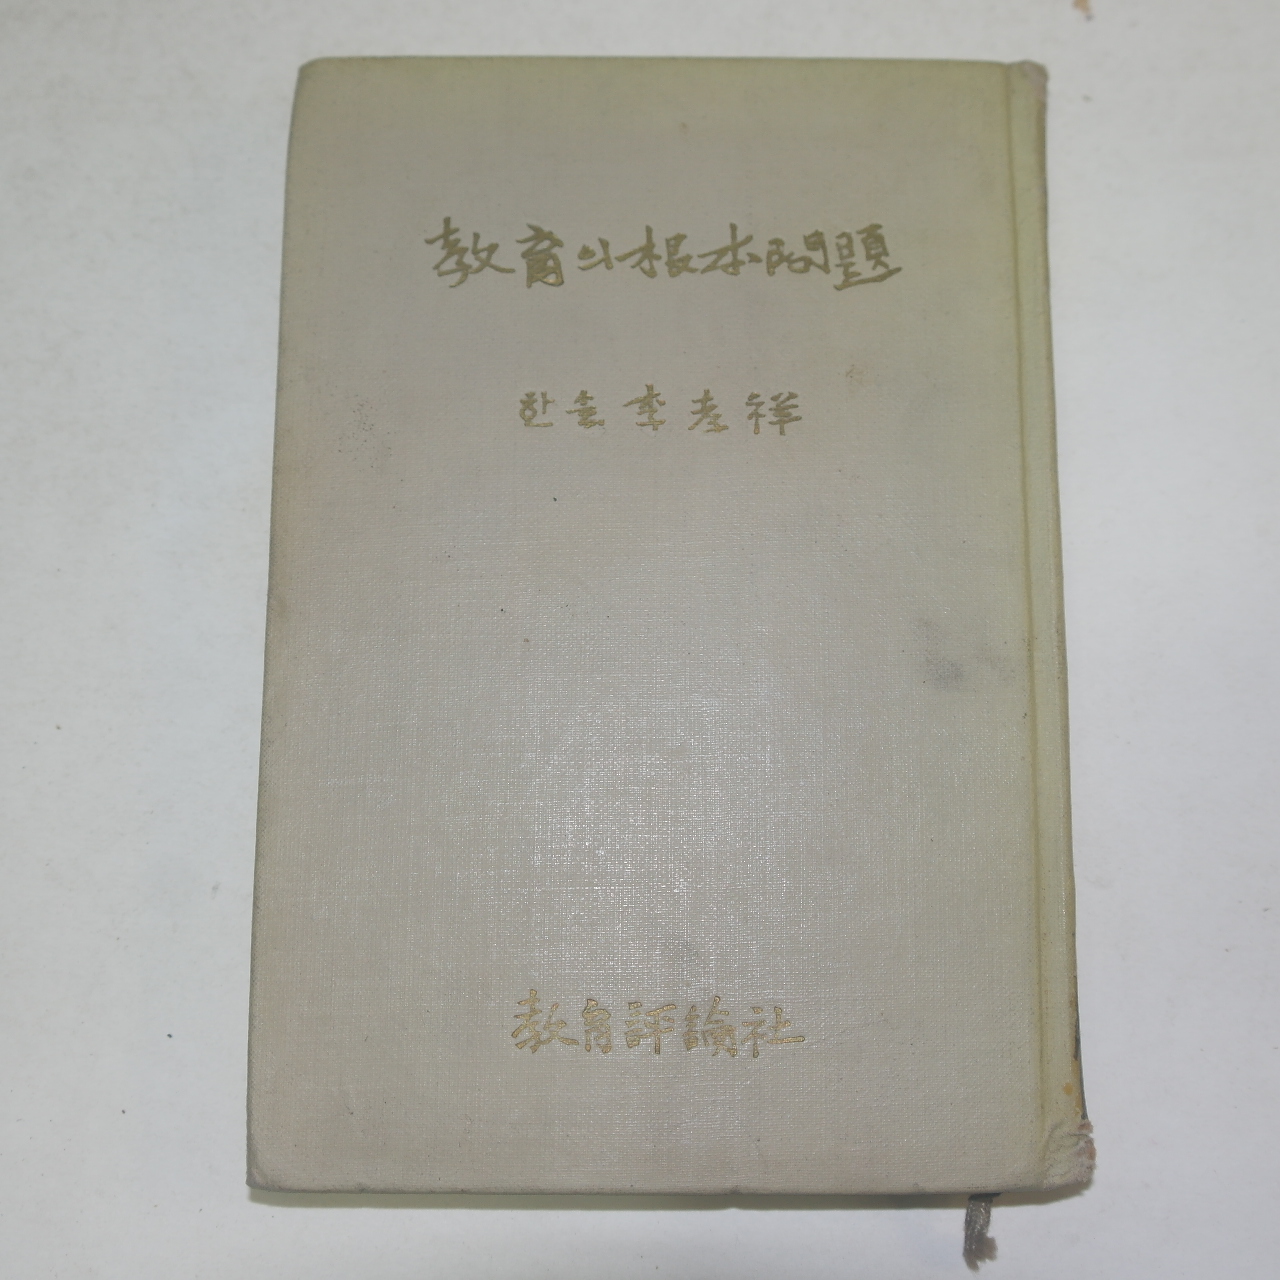 教育의根本問題
한솔 李孝祥
教育評論社